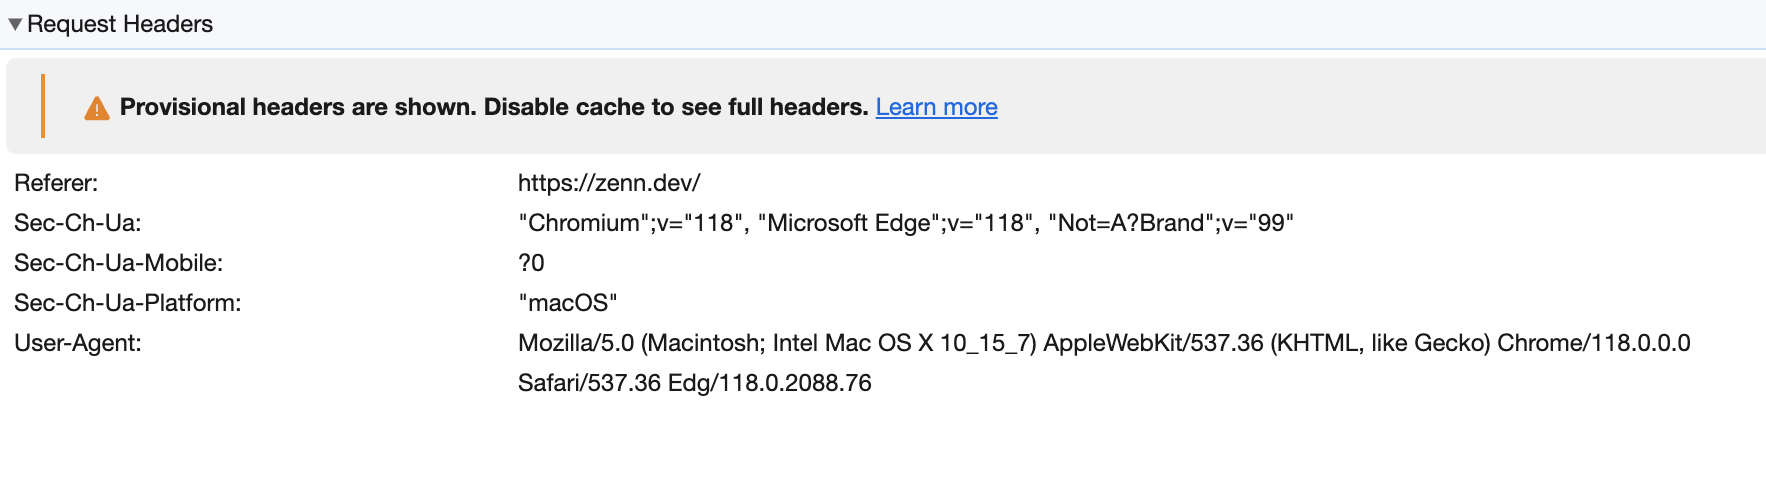 Request Headers
Provisional headers are shown. Disable cache to see full headers. Learn more
Referer: https://zenn.dev/
Sec-Ch-Ua: "Chromium";v="118", "Microsoft Edge";v="118", "Not=A?Brand";v="99"
Sec-Ch-Ua-Mobile: ?0
Sec-Ch-Ua-Platform: "macOS"
User-Agent: Mozilla/5.0 (Macintosh; Intel Mac OS X 10_15_7) AppleWebKit/537.36 (KHTML, like Gecko) Chrome/118.0.0.0
Safari/537.36 Edg/118.0.2088.76